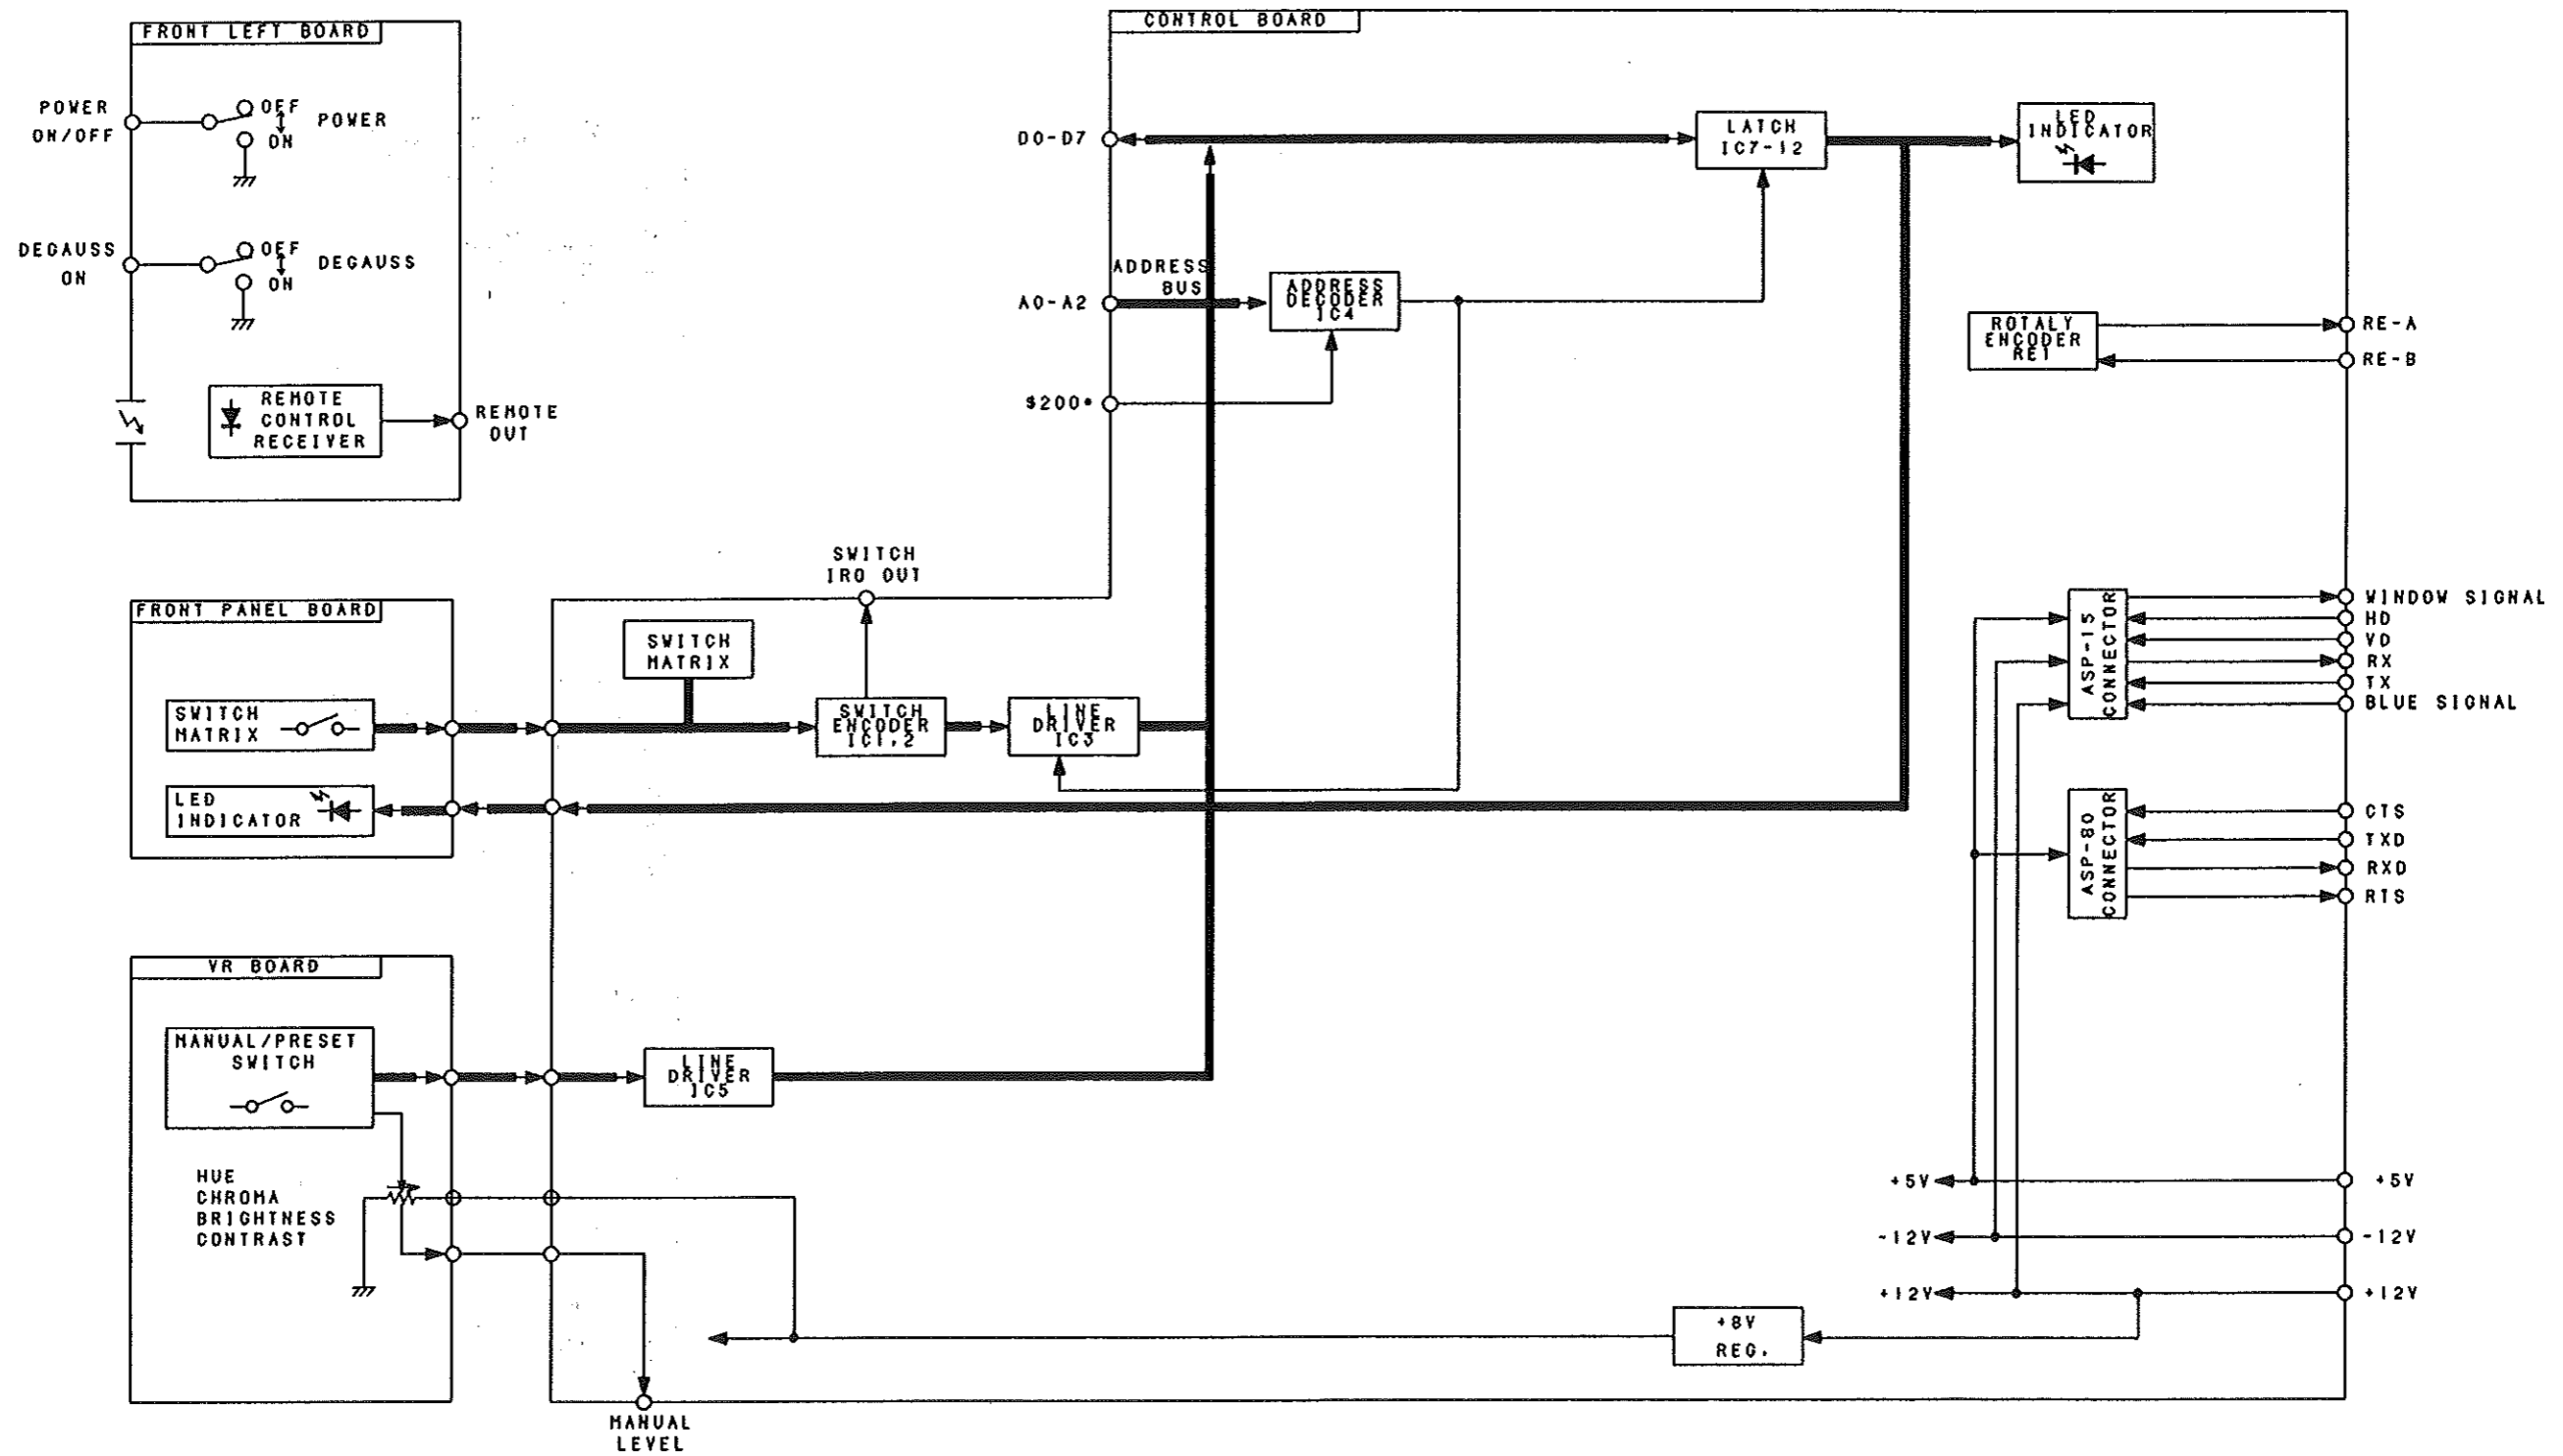 FRONT LEFT BOARD
POWER
ON/OFF
OFF
ON
POWER
DEGAUSS
ON
OFF
ON
DEGAUSS
REMOTE
CONTROL
RECEIVER
REMOTE
OUT
CONTROL BOARD
D0-D7
LATCH
IC7-12
LED
INDICATOR
ADDRESS
BUS
A0-A2
ADDRESS
DECODER
IC4
$200*
ROTALY
ENCODER
RE1
RE-A
RE-B
SWITCH
IRQ OUT
FRONT PANEL BOARD
SWITCH
MATRIX
LED
INDICATOR
SWITCH
MATRIX
SWITCH
ENCODER
IC1,2
LINE
DRIVER
IC3
ASP-15
CONNECTOR
WINDOW SIGNAL
HD
VD
RX
TX
BLUE SIGNAL
ASP-80
CONNECTOR
CTS
TXD
RXD
RTS
VR BOARD
MANUAL/PRESET
SWITCH
LINE
DRIVER
IC5
HUE
CHROMA
BRIGHTNESS
CONTRAST
+5V
+5V
-12V
-12V
+12V
+12V
+8V
REG.
MANUAL
LEVEL